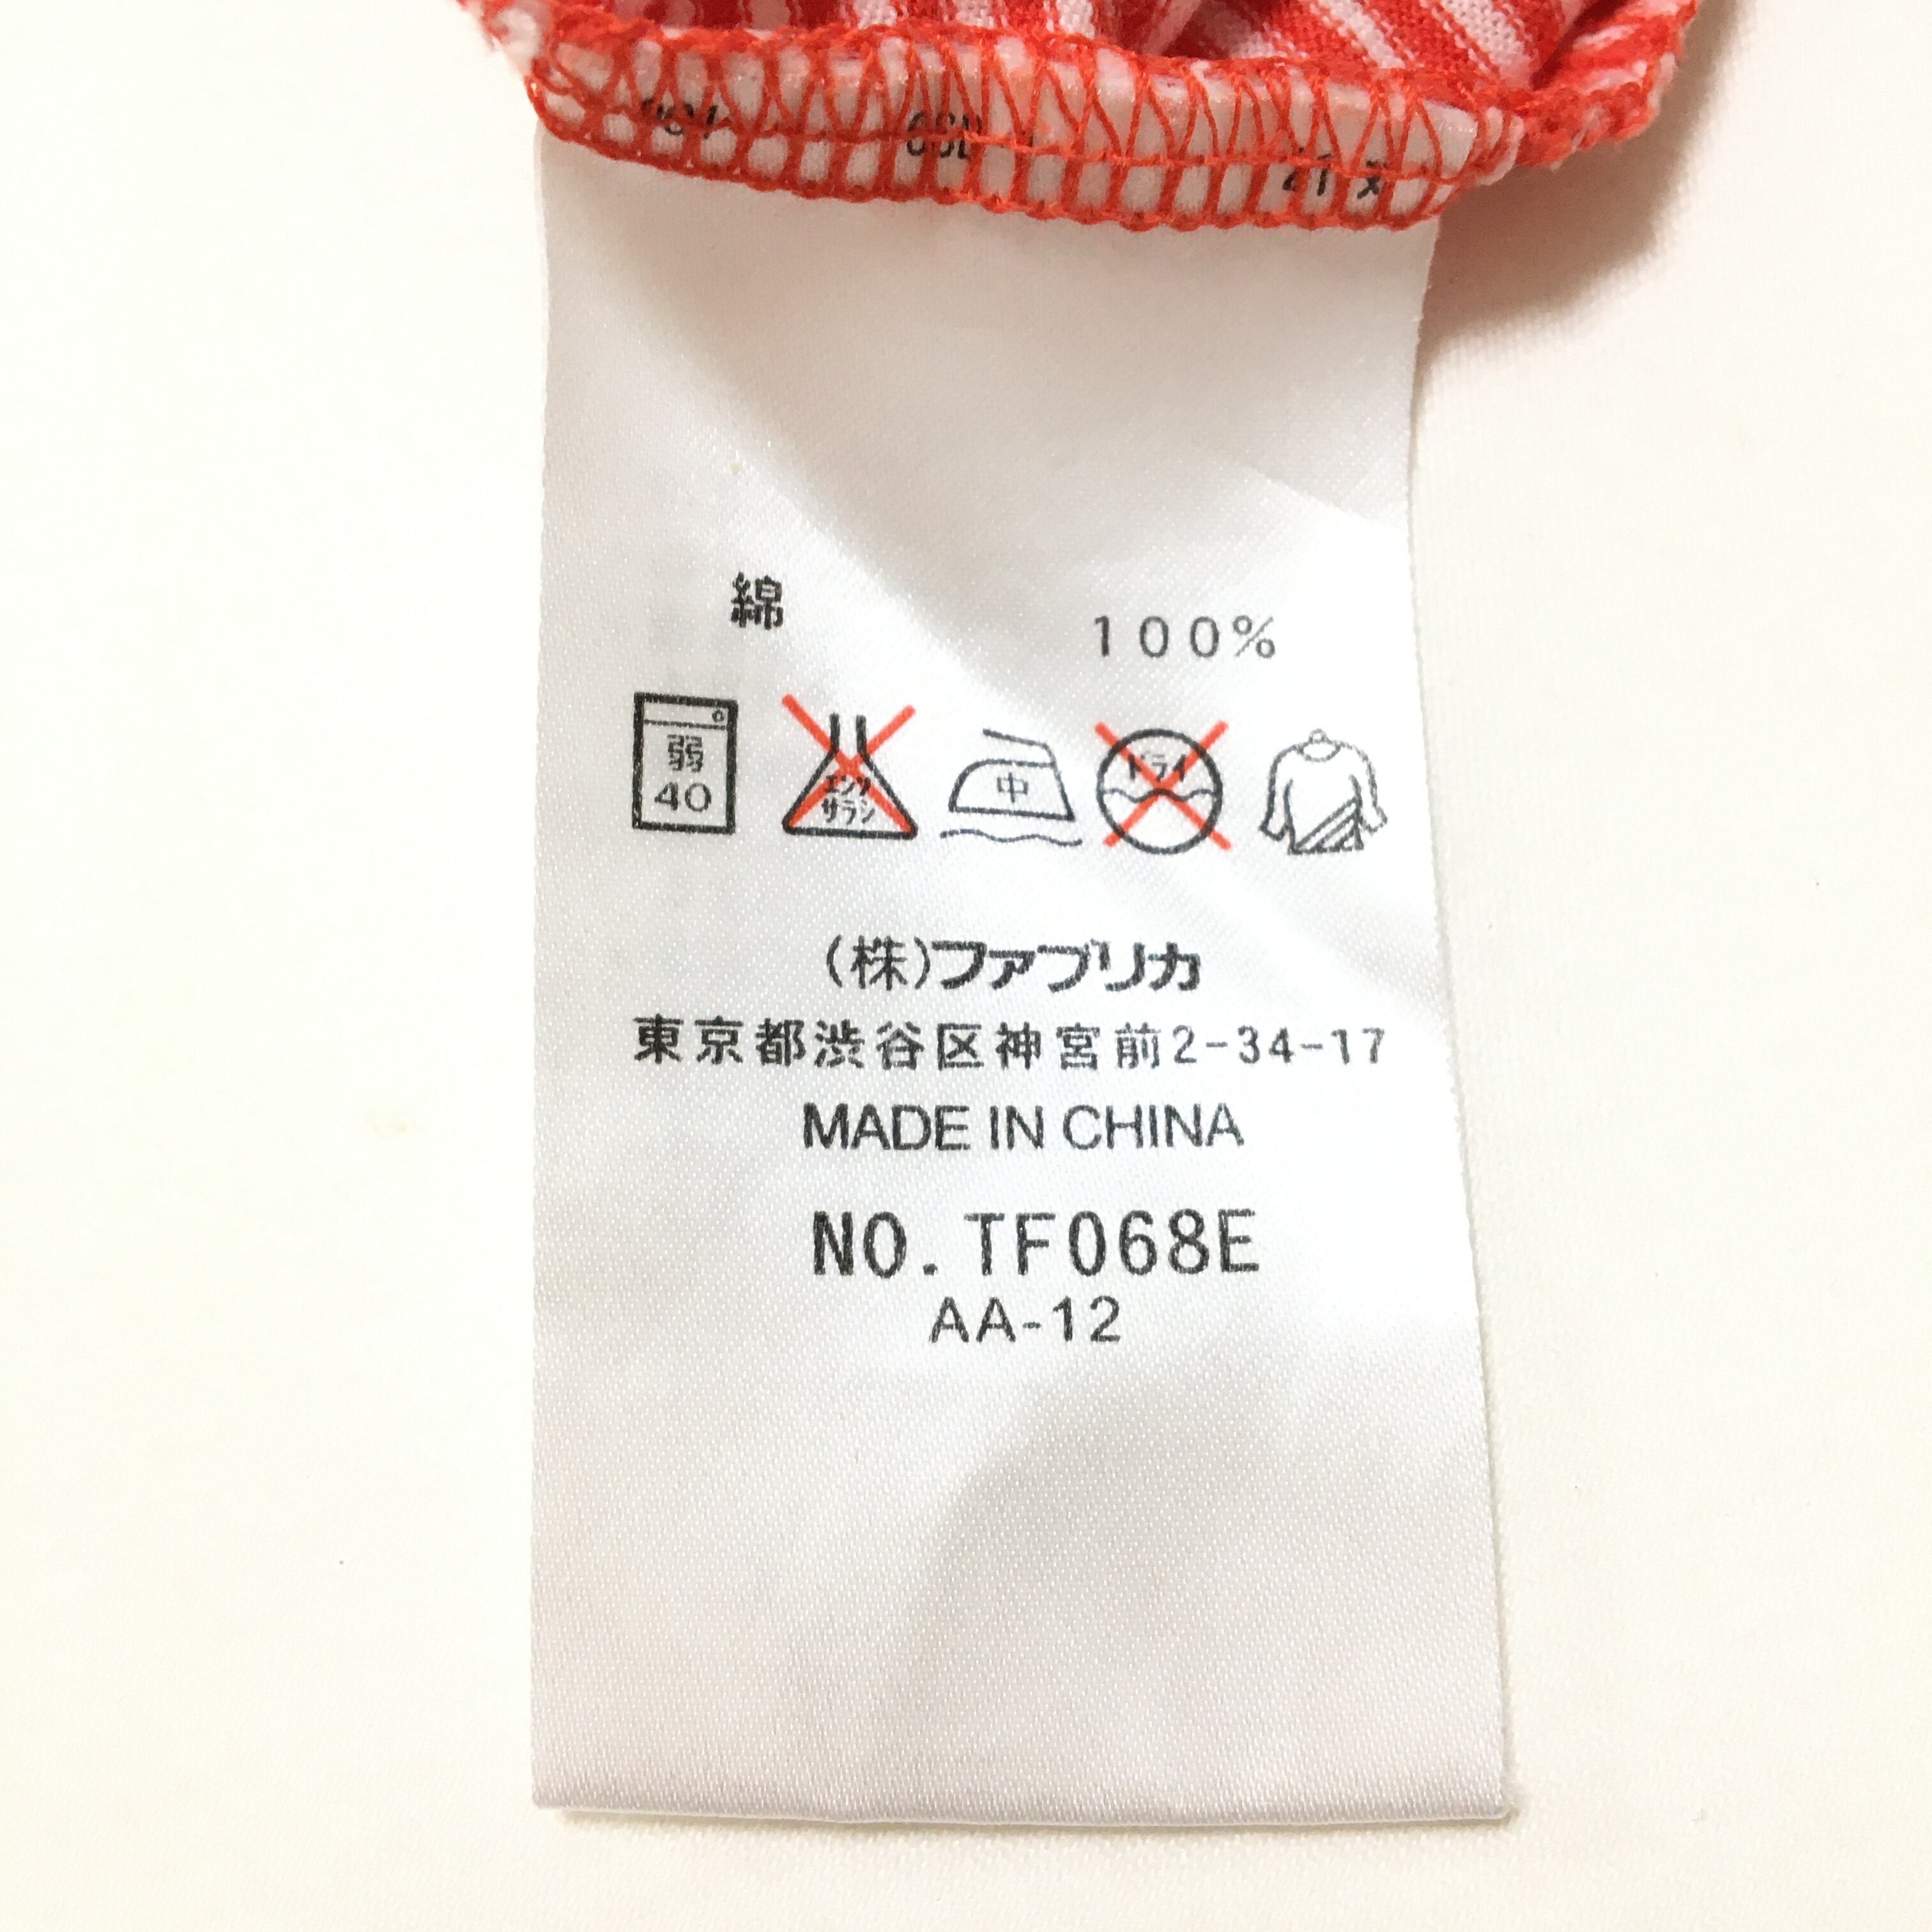 綿 100%
弱 40 エンソサラシ 中 ドライ
(株)ファブリカ
東京都渋谷区神宮前2-34-17
MADE IN CHINA
NO. TF068E
AA-12